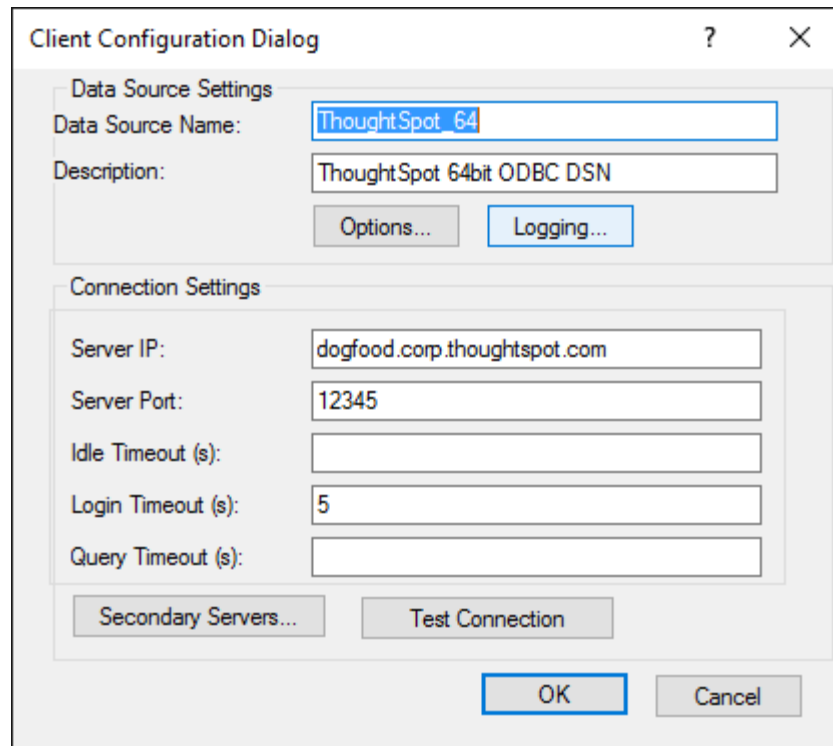 Client Configuration Dialog ?
Data Source Settings
Data Source Name: ThoughtSpot_64
Description: ThoughtSpot 64bit ODBC DSN
Options... Logging...
Connection Settings
Server IP: dogfood.corp.thoughtspot.com
Server Port: 12345
Idle Timeout (s):
Login Timeout (s): 5
Query Timeout (s):
Secondary Servers... Test Connection
OK Cancel